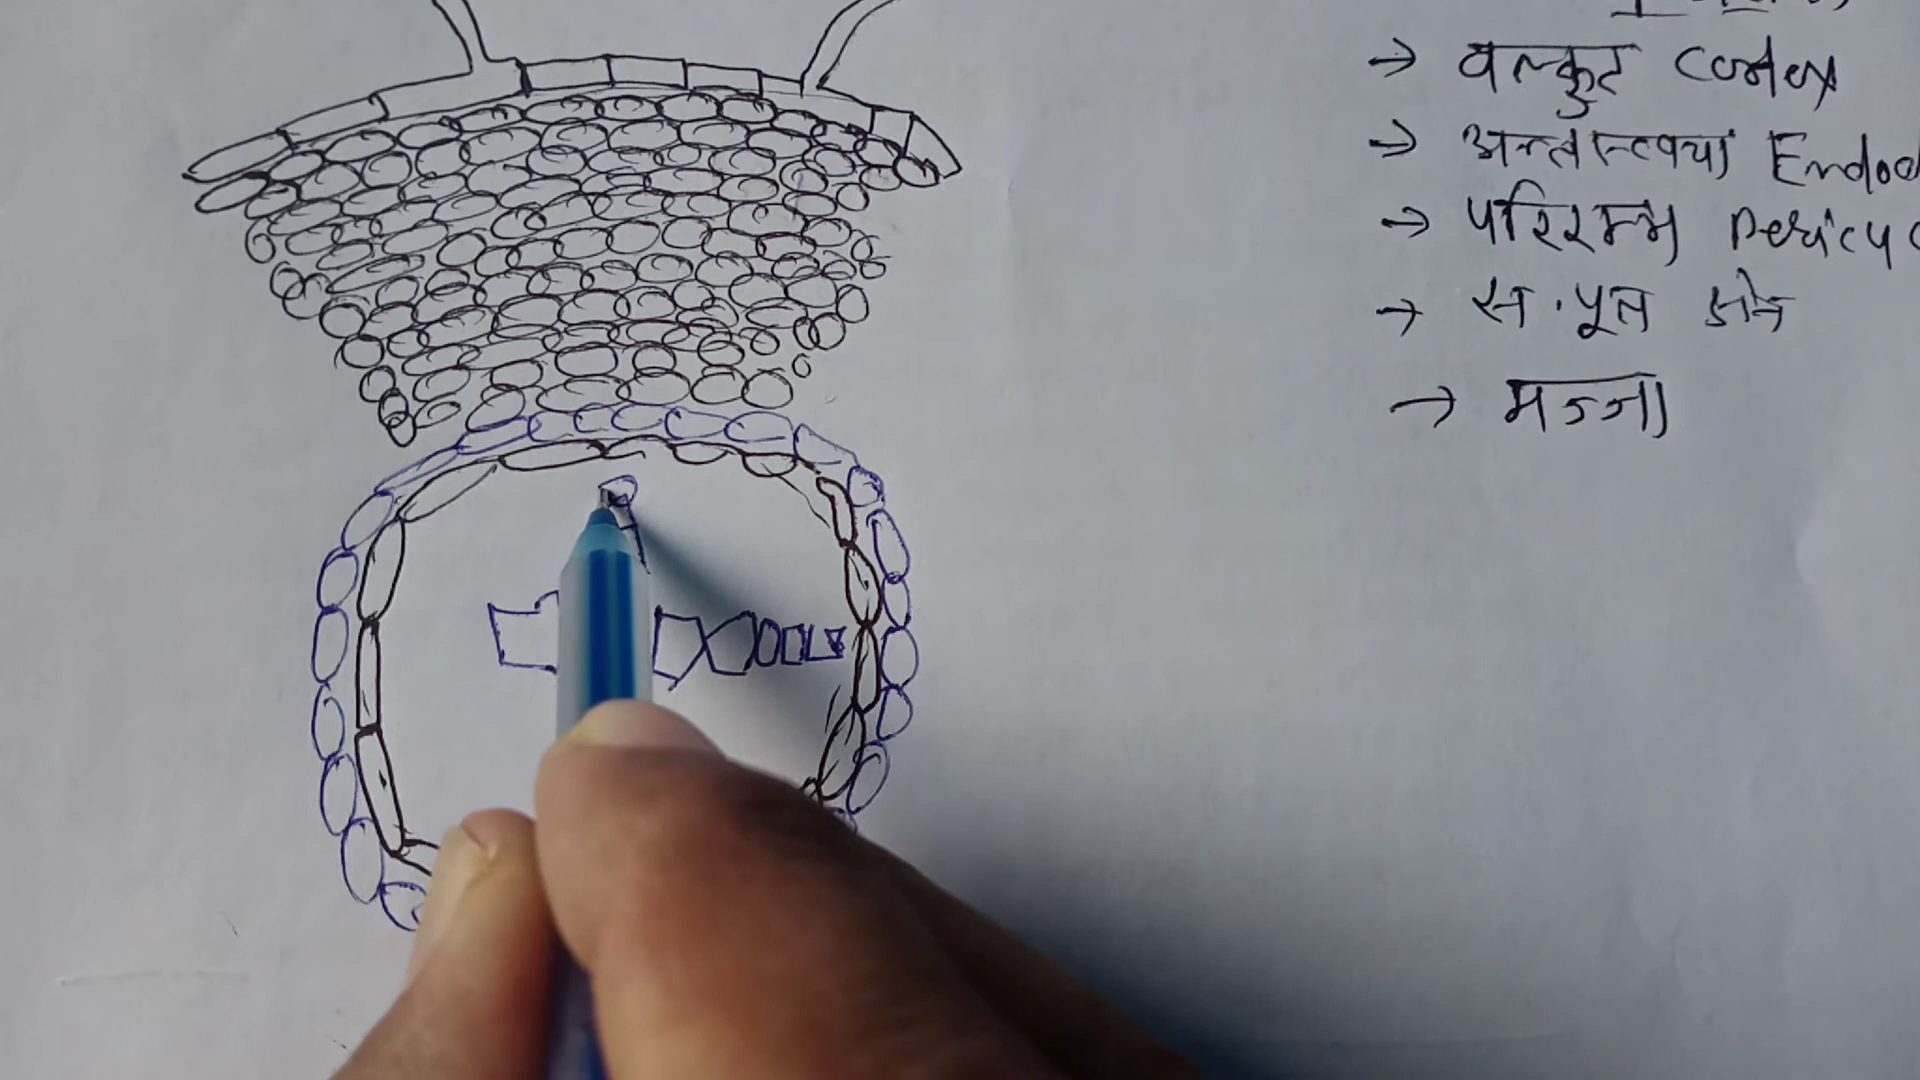 → वल्कुट Cortex
→ अन्तस्त्वचा Endod
→ परिरम्भ Pericyc
→ स.पूल क्षेत्र
→ मज्जा